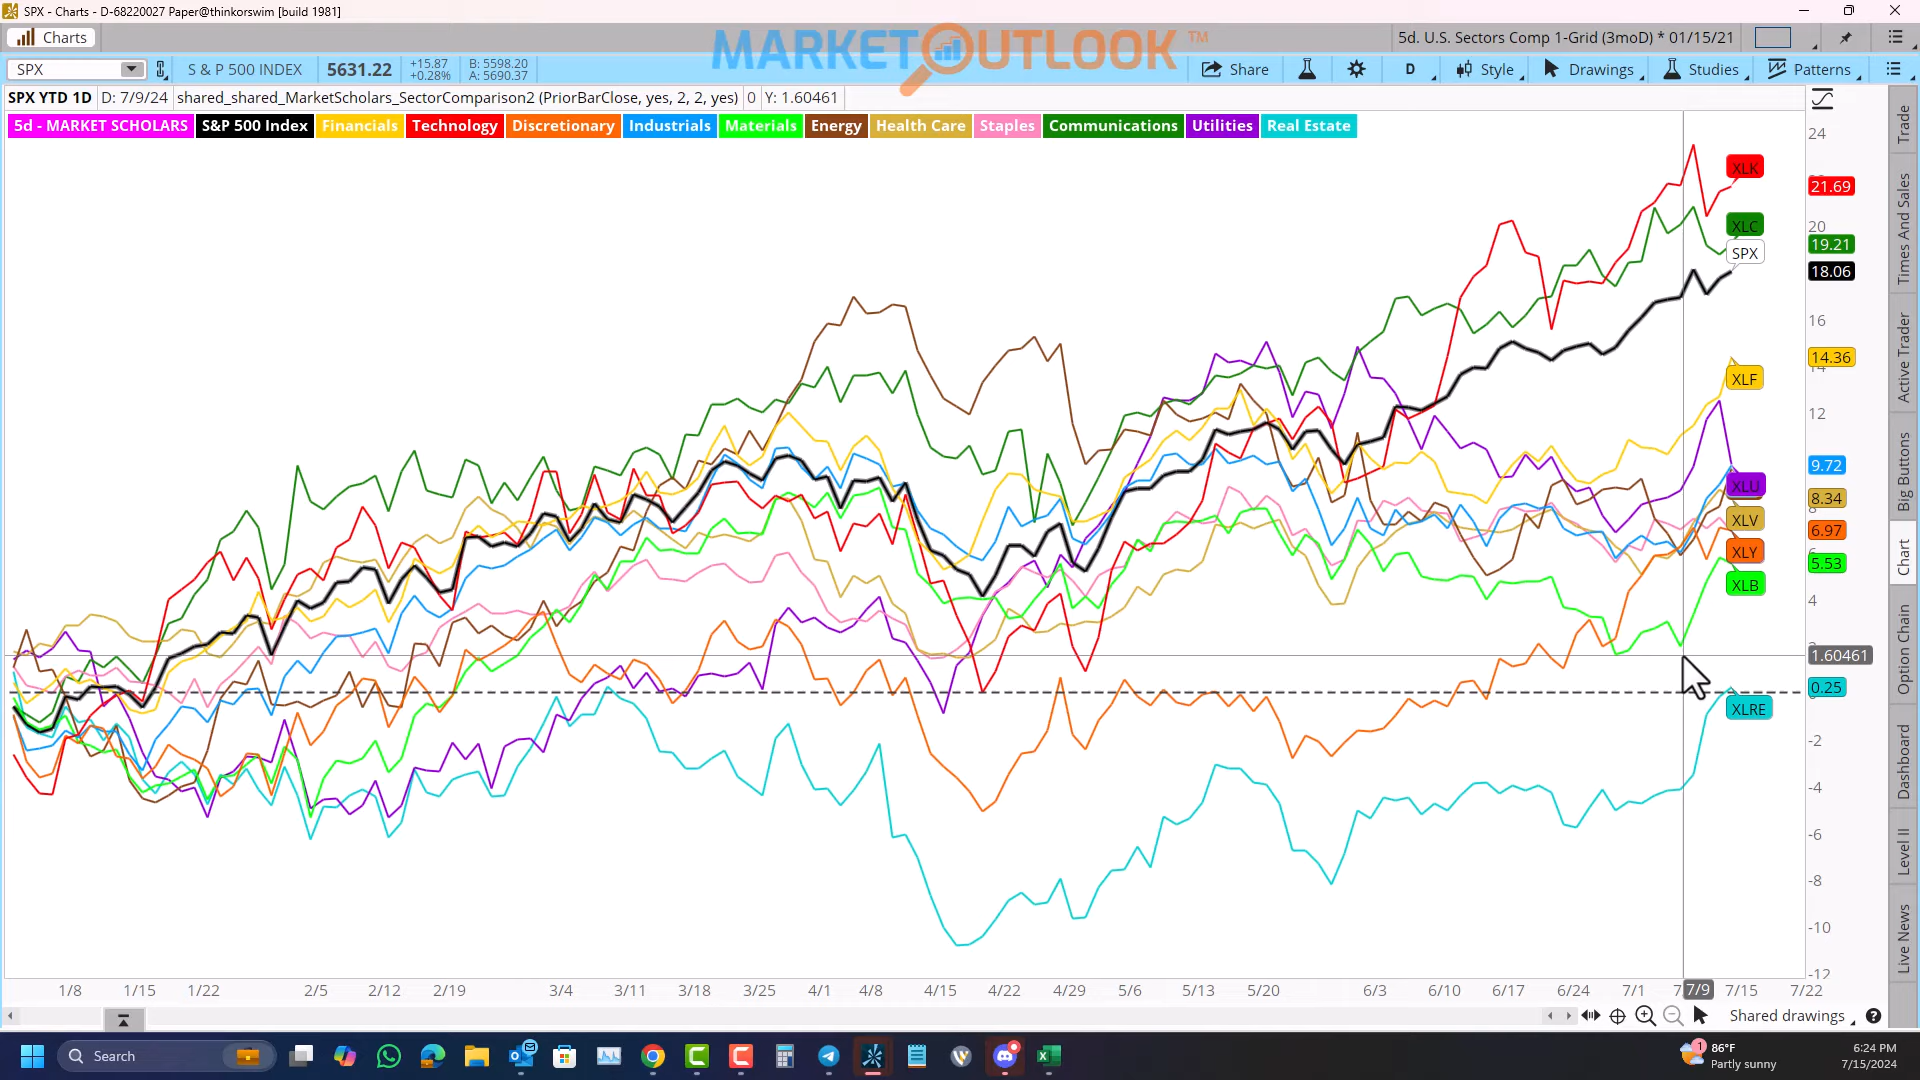 SPX - Charts - D-68220027 Paper@thinkorswim [build 1981]
Charts
MARKET OUTLOOK ™
5d. U.S. Sectors Comp 1-Grid (3moD) * 01/15/21
SPX
S & P 500 INDEX
5631.22
+15.87
+0.28%
B: 5598.20
A: 5690.37
Share
D
Style
Drawings
Studies
Patterns
SPX YTD 1D
D: 7/9/24
shared_shared_MarketScholars_SectorComparison2 (PriorBarClose, yes, 2, 2, yes)
0
Y: 1.60461
5d - MARKET SCHOLARS
S&P 500 Index
Financials
Technology
Discretionary
Industrials
Materials
Energy
Health Care
Staples
Communications
Utilities
Real Estate
24
XLK
21.69
20
XLC
19.21
SPX
18.06
16
14.36
14
XLF
12
9.72
XLU
8.34
8
XLV
6.97
XLY
6
5.53
XLB
4
2
1.60461
0.25
XLRE
-2
-4
-6
-8
-10
-12
1/8
1/15
1/22
2/5
2/12
2/19
3/4
3/11
3/18
3/25
4/1
4/8
4/15
4/22
4/29
5/6
5/13
5/20
6/3
6/10
6/17
6/24
7/1
7/9
7/15
7/22
Trade
Times And Sales
Active Trader
Big Buttons
Chart
Option Chain
Dashboard
Level II
Live News
Shared drawings
Search
1
86°F
Partly sunny
6:24 PM
7/15/2024